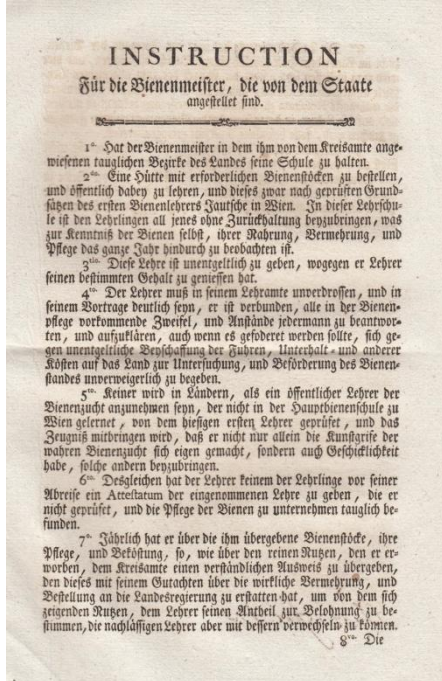 INSTRUCTION
Für die Bienenmeister, die von dem Staate
angestellet sind.
1º Hat der Bienenmeister in dem ihm von dem Kreisamte ange-
wiesenen tauglichen Bezirke des Landes seine Schule zu halten.
2do Eine Hütte mit erforderlichen Bienenstöcken zu bestellen,
und öffentlich dabey zu lehren, und dieses zwar nach geprüften Grund-
sätzen des ersten Bienenlehrers Jautsche in Wien. In dieser Lehrschu-
le ist den Lehrlingen all jenes ohne Zurückhaltung beyzubringen, was
zur Kenntniß der Bienen selbst, ihrer Nahrung, Vermehrung, und
Pflege das ganze Jahr hindurch zu beobachten ist.
3tio Diese Lehre ist unentgeltlich zu geben, wogegen er Lehrer
seinen bestimmten Gehalt zu geniessen hat.
4to Der Lehrer muß in seinem Lehramte unverdrossen, und in
seinem Vortrage deutlich seyn, er ist verbunden, alle in der Bienen-
pflege vorkommende Zweifel, und Anstände jedermann zu beantwor-
ten, und aufzuklären, auch wenn es gefoderet werden sollte, sich ge-
gen unentgeltliche Beyschaffung der Fuhren, Unterhalt- und anderer
Kösten auf das Land zur Untersuchung, und Beförderung des Bienen-
standes unverweigerlich zu begeben.
5to Keiner wird in Ländern, als ein öffentlicher Lehrer der
Bienenzucht anzunehmen seyn, der nicht in der Hauptbienenschule zu
Wien gelernet, von dem hiesigen ersten Lehrer geprüfet, und das
Zeugniß mitbringen wird, daß er nicht nur allein die Kunstgrife der
wahren Bienenzucht sich eigen gemacht, sondern auch Geschicklichkeit
habe, solche andern beyzubringen.
6to Desgleichen hat der Lehrer keinem der Lehrlinge vor seiner
Abreise ein Attestatum der eingenommenen Lehre zu geben, die er
nicht geprüfet, und die Pflege der Bienen zu unternehmen tauglich be-
funden.
7º Jährlich hat er über die ihm übergebene Bienenstöcke, ihre
Pflege, und Beköstung, so, wie über den reinen Nutzen, den er er-
worben, dem Kreisamte einen verständlichen Ausweis zu übergeben,
den dieses mit seinem Gutachten über die wirkliche Vermehrung, und
Bestellung an die Landesregierung zu erstatten hat, um von dem sich
zeigenden Nutzen, dem Lehrer seinen Antheil zur Belohnung zu be-
stimmen, die nachlässigen Lehrer aber mit bessern verwechseln zu können.
8vo Die